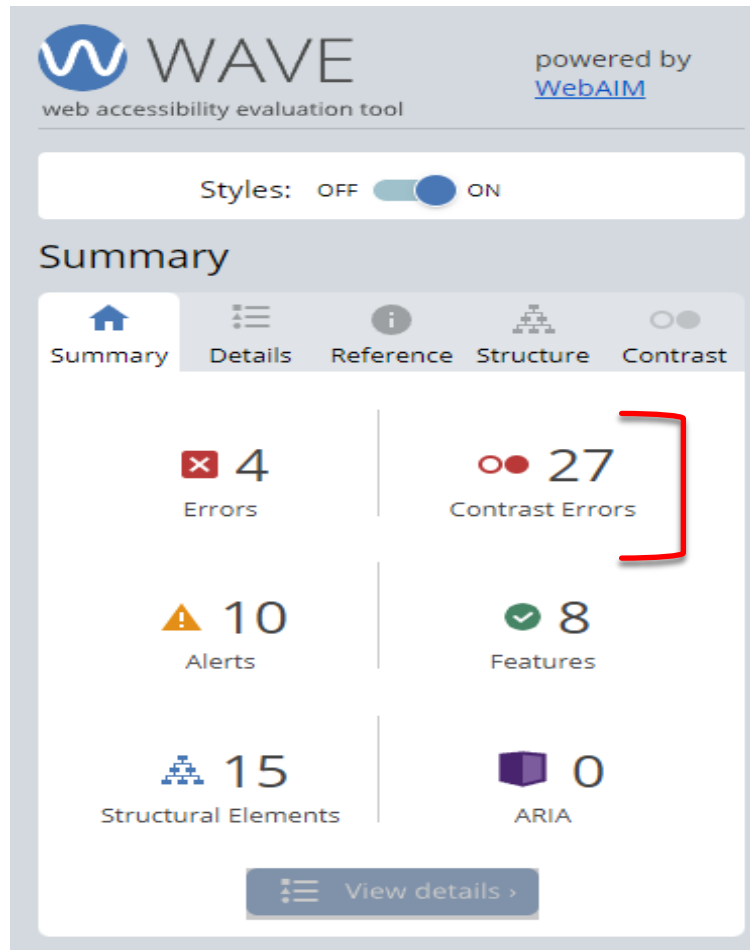 WAVE
powered by
WebAIM
web accessibility evaluation tool
Styles: OFF ON
Summary
Summary Details Reference Structure Contrast
4 27
Errors Contrast Errors
10 8
Alerts Features
15 0
Structural Elements ARIA
View details ›